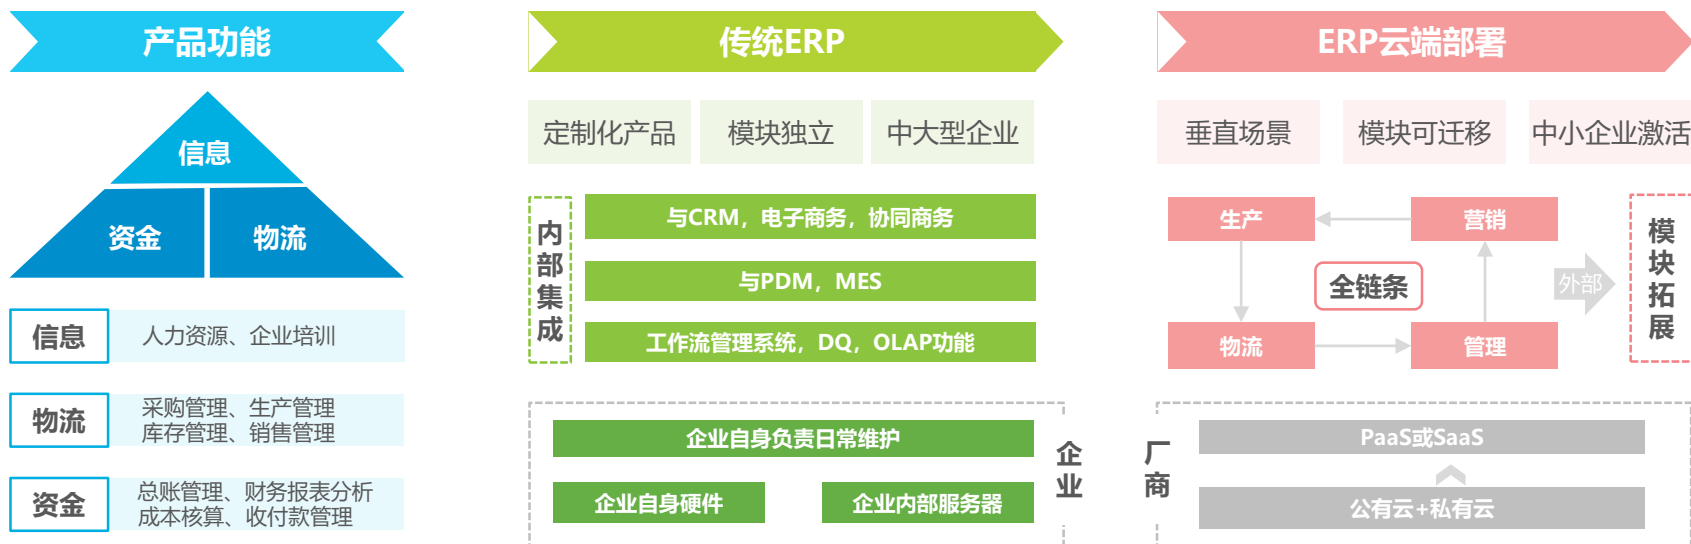 产品功能
信息
资金
物流
信息
人力资源、企业培训
物流
采购管理、生产管理
库存管理、销售管理
资金
总账管理、财务报表分析
成本核算、收付款管理
传统ERP
定制化产品
模块独立
中大型企业
内部集成
与CRM，电子商务，协同商务
与PDM，MES
工作流管理系统，DQ，OLAP功能
企业自身负责日常维护
企业自身硬件
企业内部服务器
企业
ERP云端部署
垂直场景
模块可迁移
中小企业激活
生产
营销
全链条
物流
管理
外部
模块拓展
厂商
PaaS或SaaS
公有云+私有云